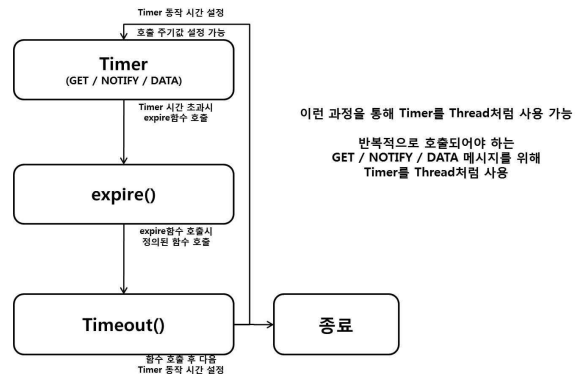 Timer 동작 시간 설정
호출 주기값 설정 가능
Timer
(GET / NOTIFY / DATA)
Timer 시간 초과시
expire함수 호출
이런 과정을 통해 Timer를 Thread처럼 사용 가능
반복적으로 호출되어야 하는
GET / NOTIFY / DATA 메시지를 위해
Timer를 Thread처럼 사용
expire()
expire함수 호출시
정의된 함수 호출
Timeout()
종료
함수 호출 후 다음
Timer 동작 시간 설정